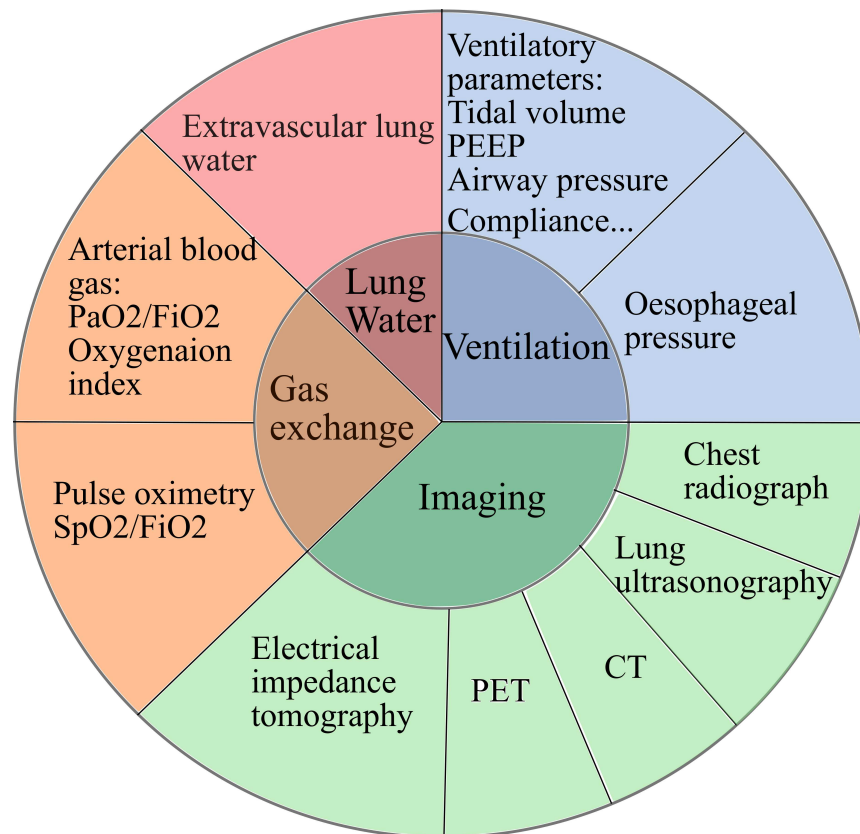 Ventilatory
parameters:
Tidal volume
PEEP
Airway pressure
Compliance...
Extravascular lung
water
Arterial blood
gas:
PaO2/FiO2
Oxygenaion
index
Lung
Water
Ventilation
Oesophageal
pressure
Gas
exchange
Imaging
Pulse oximetry
SpO2/FiO2
Chest
radiograph
Lung
ultrasonography
CT
PET
Electrical
impedance
tomography